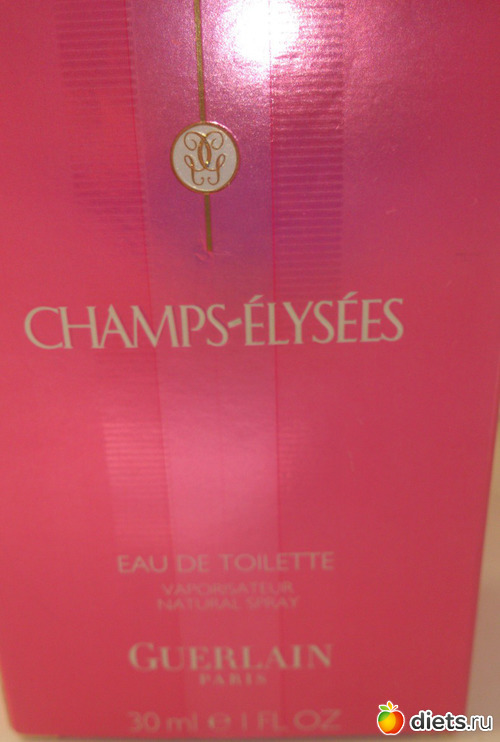 CHAMPS-ÉLYSÉES
EAU DE TOILETTE
VAPORISATEUR
NATURAL SPRAY
GUERLAIN
PARIS
30 ml e 1 FL.OZ
diets.ru